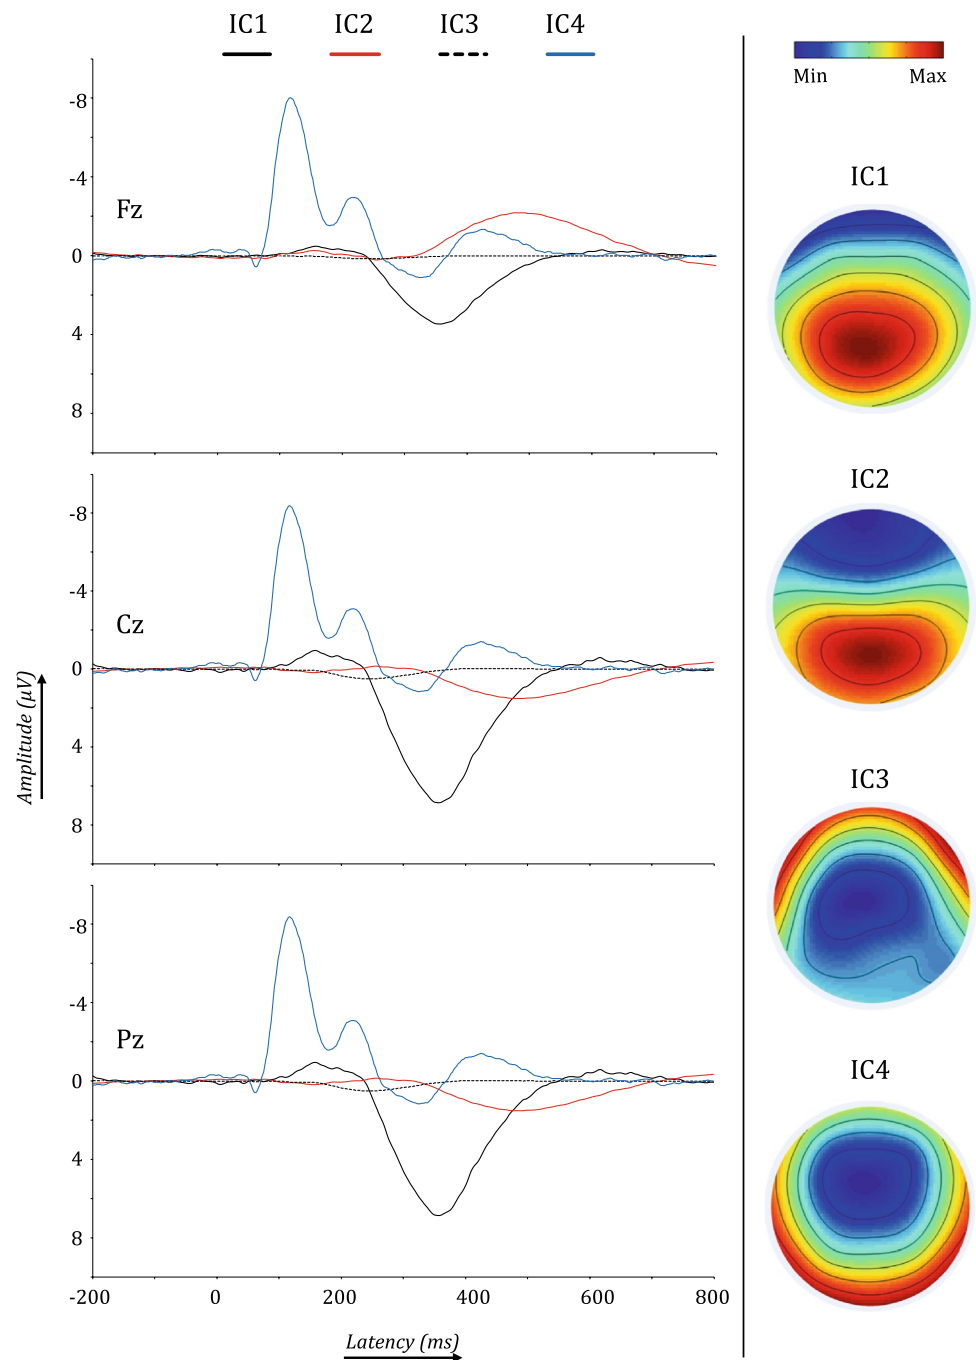 IC1 IC2 IC3 IC4
Min Max
-8
-4
Fz
0
4
8
-8
-4
Cz
0
4
8
-8
-4
Pz
0
4
8
Amplitude (μV)
-200 0 200 400 600 800
Latency (ms)
IC1
IC2
IC3
IC4